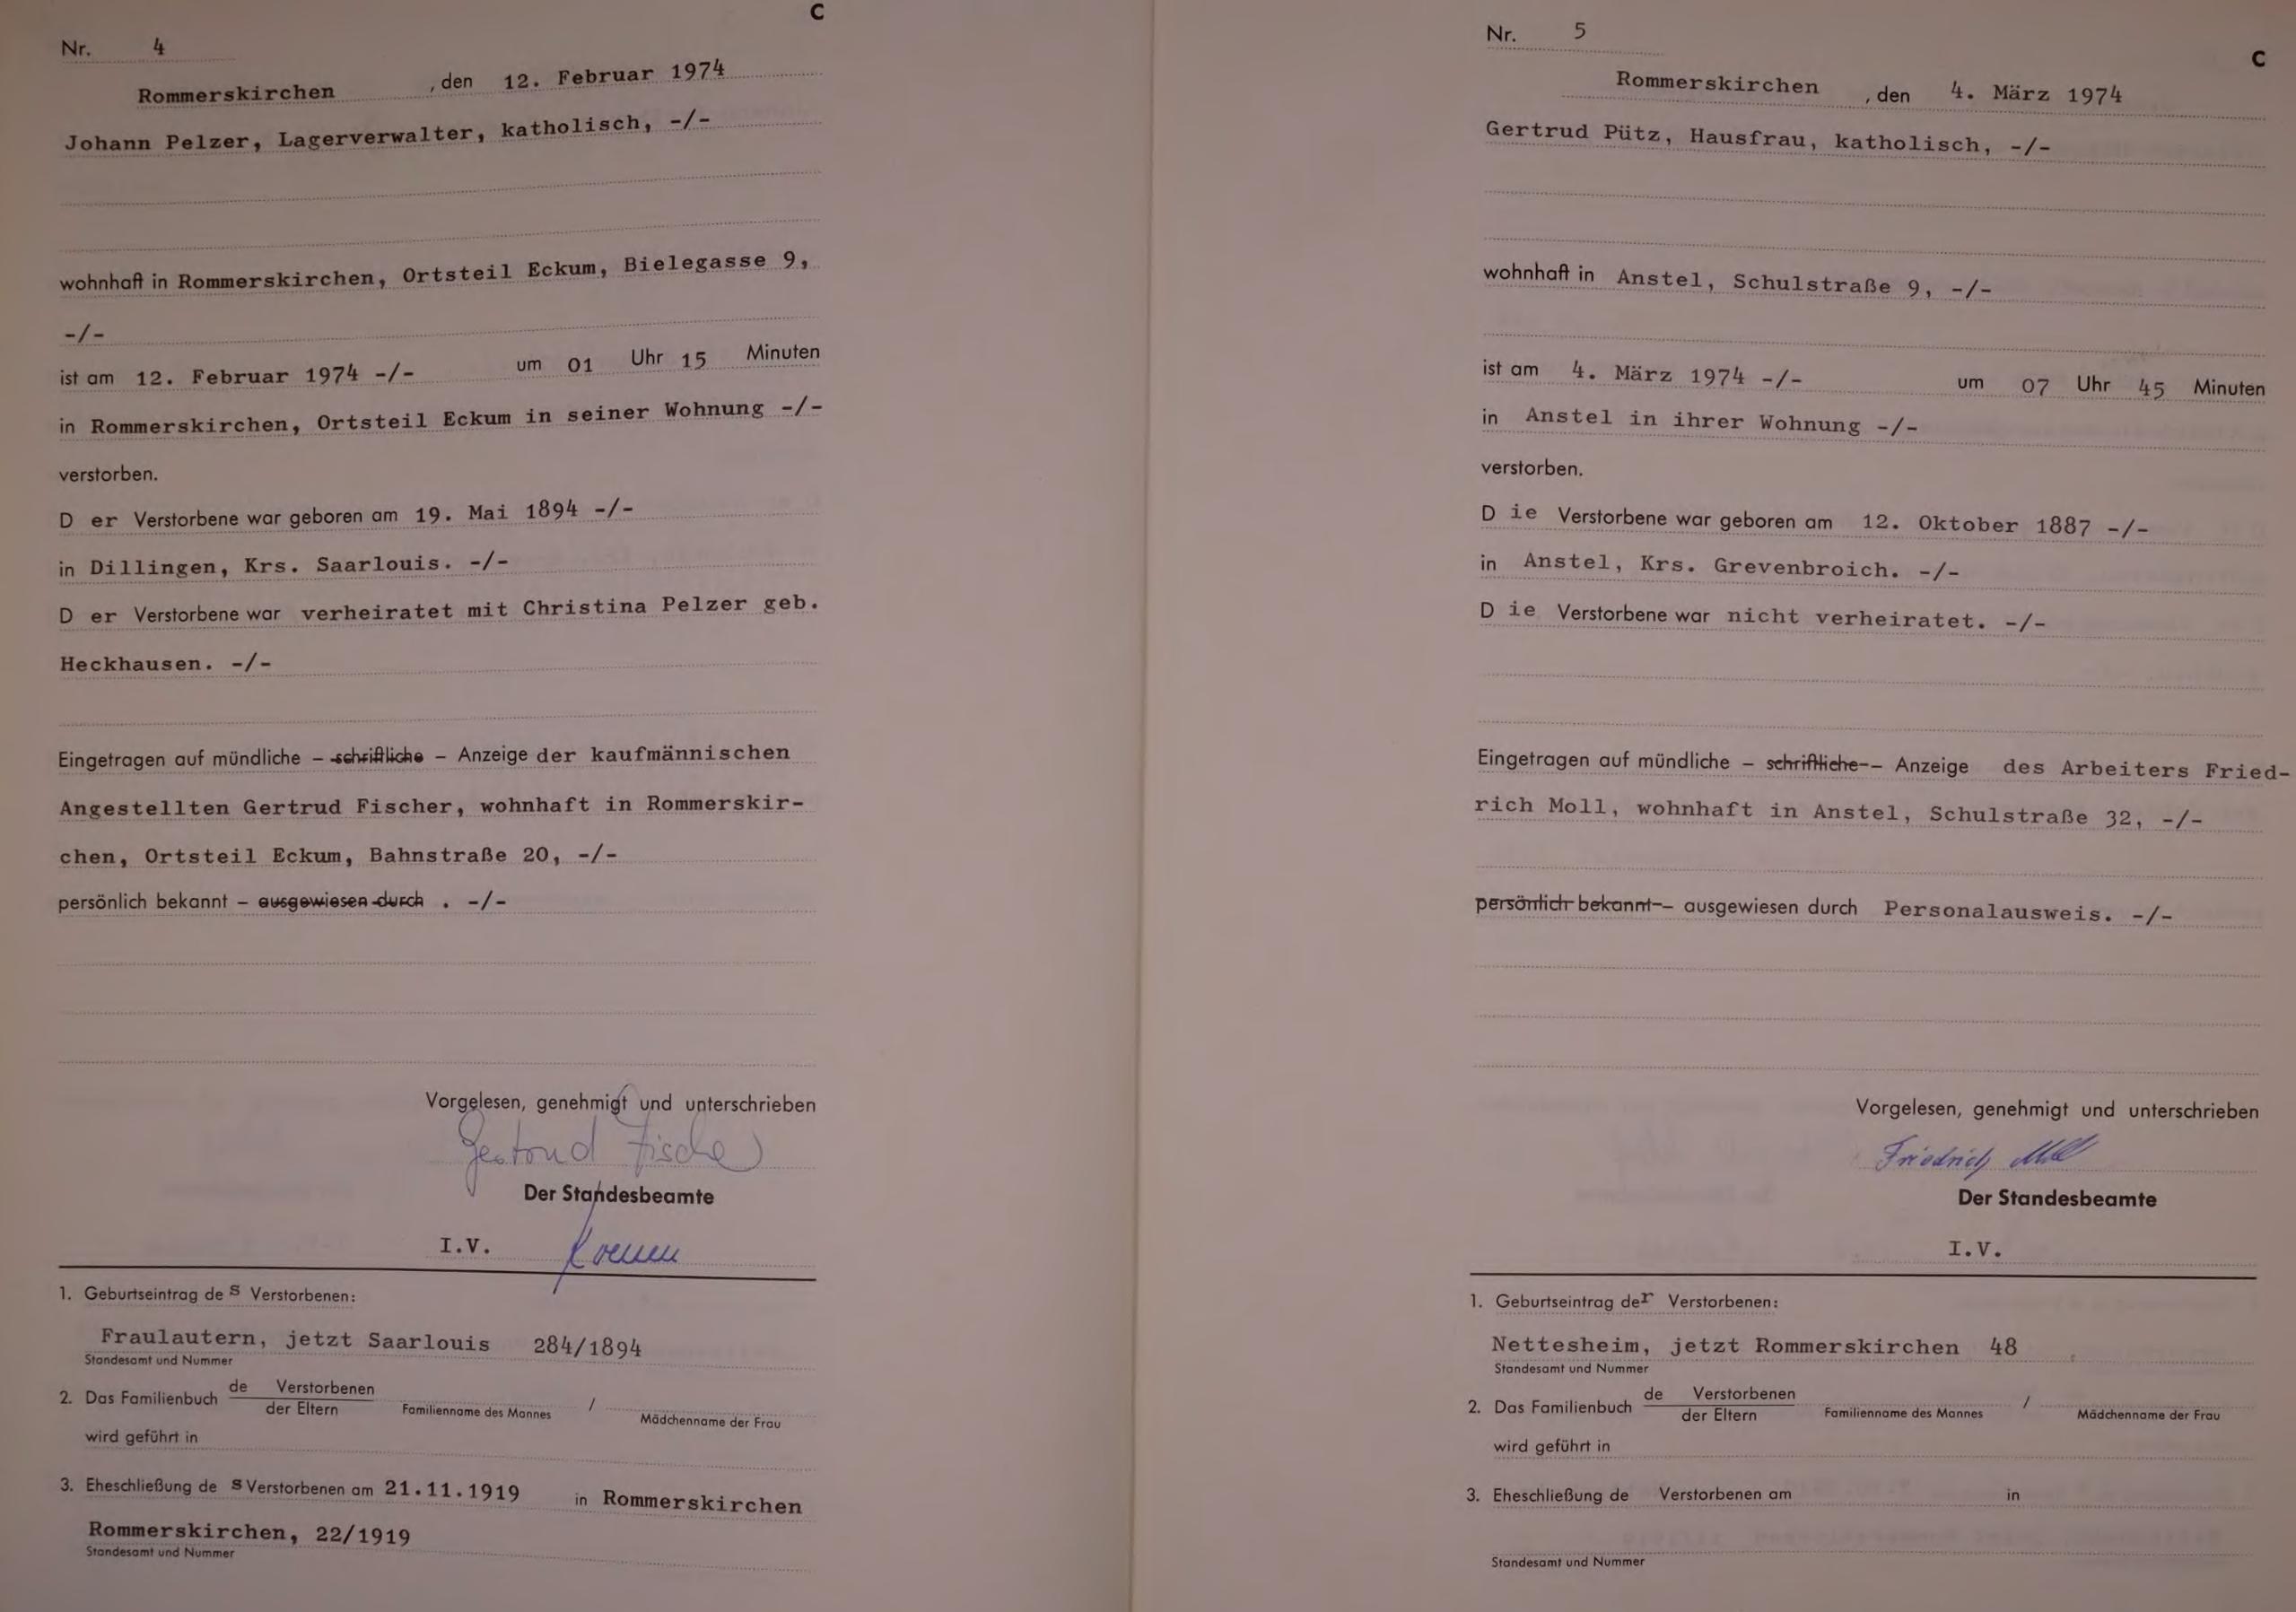 C
Nr. 4
Rommerskirchen , den 12. Februar 1974
Johann Pelzer, Lagerverwalter, katholisch, -/-
wohnhaft in Rommerskirchen, Ortsteil Eckum, Bielegasse 9,
-/-
ist am 12. Februar 1974 -/- um 01 Uhr 15 Minuten
in Rommerskirchen, Ortsteil Eckum in seiner Wohnung -/-
verstorben.
D er Verstorbene war geboren am 19. Mai 1894 -/-
in Dillingen, Krs. Saarlouis. -/-
D er Verstorbene war verheiratet mit Christina Pelzer geb.
Heckhausen. -/-
Eingetragen auf mündliche – schriftliche – Anzeige der kaufmännischen
Angestellten Gertrud Fischer, wohnhaft in Rommerskir-
chen, Ortsteil Eckum, Bahnstraße 20, -/-
persönlich bekannt – ausgewiesen durch . -/-
Vorgelesen, genehmigt und unterschrieben
Gertrud Fischer
Der Standesbeamte
I.V.
1. Geburtseintrag de s Verstorbenen:
Fraulautern, jetzt Saarlouis 284/1894
Standesamt und Nummer
2. Das Familienbuch de Verstorbenen
der Eltern Familienname des Mannes / Mädchenname der Frau
wird geführt in
3. Eheschließung de s Verstorbenen am 21.11.1919 in Rommerskirchen
Rommerskirchen, 22/1919
Standesamt und Nummer
Nr. 5
C
Rommerskirchen , den 4. März 1974
Gertrud Pütz, Hausfrau, katholisch, -/-
wohnhaft in Anstel, Schulstraße 9, -/-
ist am 4. März 1974 -/- um 07 Uhr 45 Minuten
in Anstel in ihrer Wohnung -/-
verstorben.
D ie Verstorbene war geboren am 12. Oktober 1887 -/-
in Anstel, Krs. Grevenbroich. -/-
D ie Verstorbene war nicht verheiratet. -/-
Eingetragen auf mündliche – schriftliche – Anzeige des Arbeiters Fried-
rich Moll, wohnhaft in Anstel, Schulstraße 32, -/-
persönlich bekannt – ausgewiesen durch Personalausweis. -/-
Vorgelesen, genehmigt und unterschrieben
Friedrich Moll
Der Standesbeamte
I.V.
1. Geburtseintrag der Verstorbenen:
Nettesheim, jetzt Rommerskirchen 48
Standesamt und Nummer
2. Das Familienbuch de Verstorbenen
der Eltern Familienname des Mannes / Mädchenname der Frau
wird geführt in
3. Eheschließung de Verstorbenen am in
Standesamt und Nummer